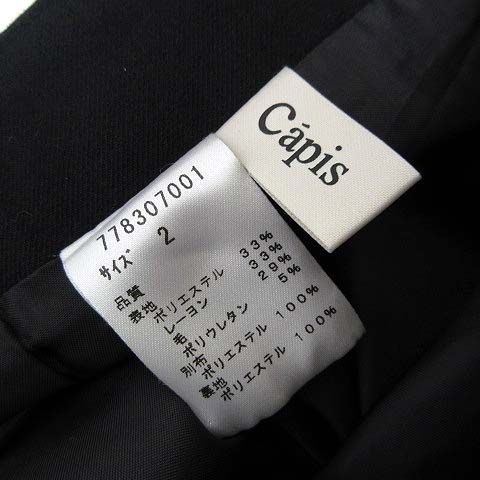 Cápis
778307001
サイズ 2
品質
表地
ポリエステル 33%
レーヨン 33%
毛 29%
ポリウレタン 5%
別布
ポリエステル 100%
裏地
ポリエステル 100%